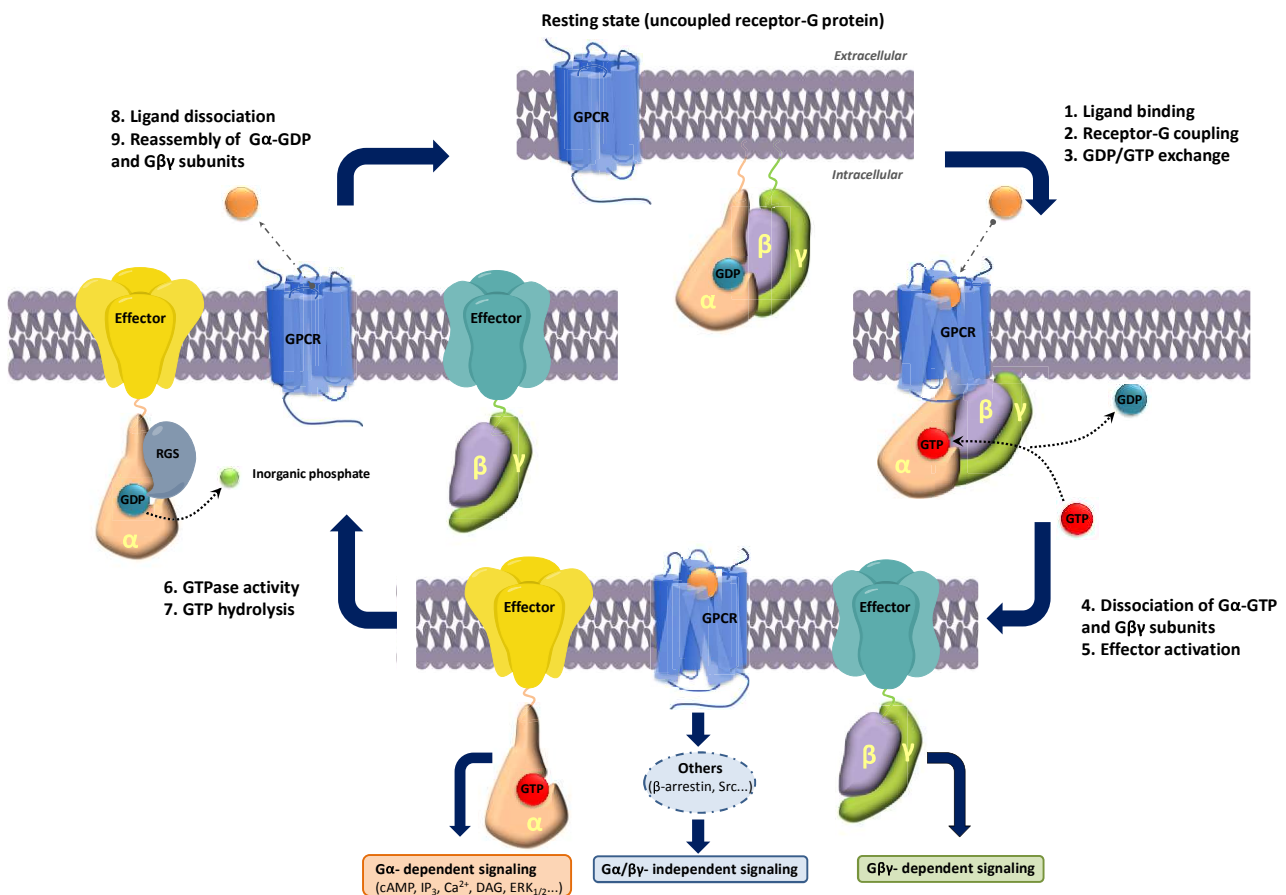 Resting state (uncoupled receptor-G protein)
Extracellular
GPCR
Intracellular
GDP
α
β
γ
1. Ligand binding
2. Receptor-G coupling
3. GDP/GTP exchange
GPCR
β
γ
α
GTP
GDP
GTP
4. Dissociation of Gα-GTP
and Gβγ subunits
5. Effector activation
Effector
GPCR
Effector
GTP
α
β
γ
Others
(β-arrestin, Src...)
Gα- dependent signaling
(cAMP, IP₃, Ca²⁺, DAG, ERK₁/₂...)
Gα/βγ- independent signaling
Gβγ- dependent signaling
6. GTPase activity
7. GTP hydrolysis
Effector
GPCR
Effector
RGS
GDP
α
Inorganic phosphate
β
γ
8. Ligand dissociation
9. Reassembly of Gα-GDP
and Gβγ subunits